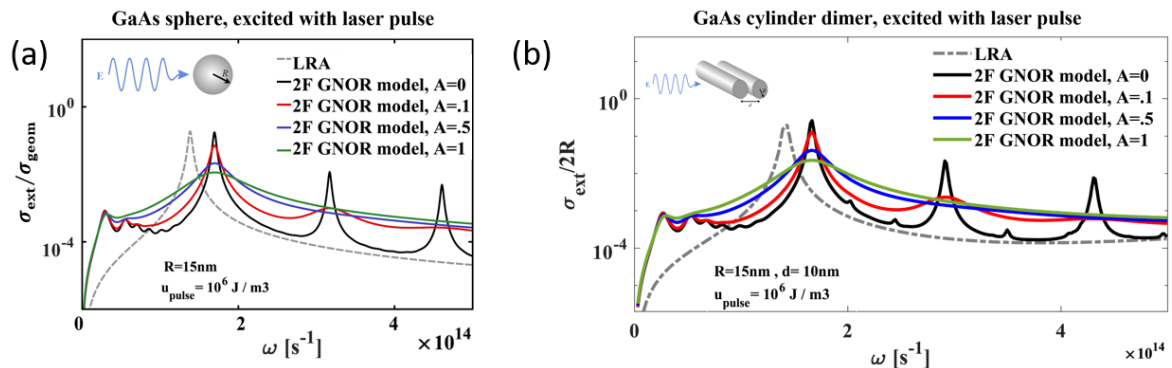 GaAs sphere, excited with laser pulse
(a)
E
R
LRA
2F GNOR model, A=0
2F GNOR model, A=.1
2F GNOR model, A=.5
2F GNOR model, A=1
σext/σgeom
10^0
10^-4
R=15nm
u_pulse = 10^6 J / m3
0
2
4
×10^14
ω [s^-1]
GaAs cylinder dimer, excited with laser pulse
(b)
E
LRA
2F GNOR model, A=0
2F GNOR model, A=.1
2F GNOR model, A=.5
2F GNOR model, A=1
σext/2R
10^0
10^-4
R=15nm , d= 10nm
u_pulse = 10^6 J / m3
0
2
4
×10^14
ω [s^-1]